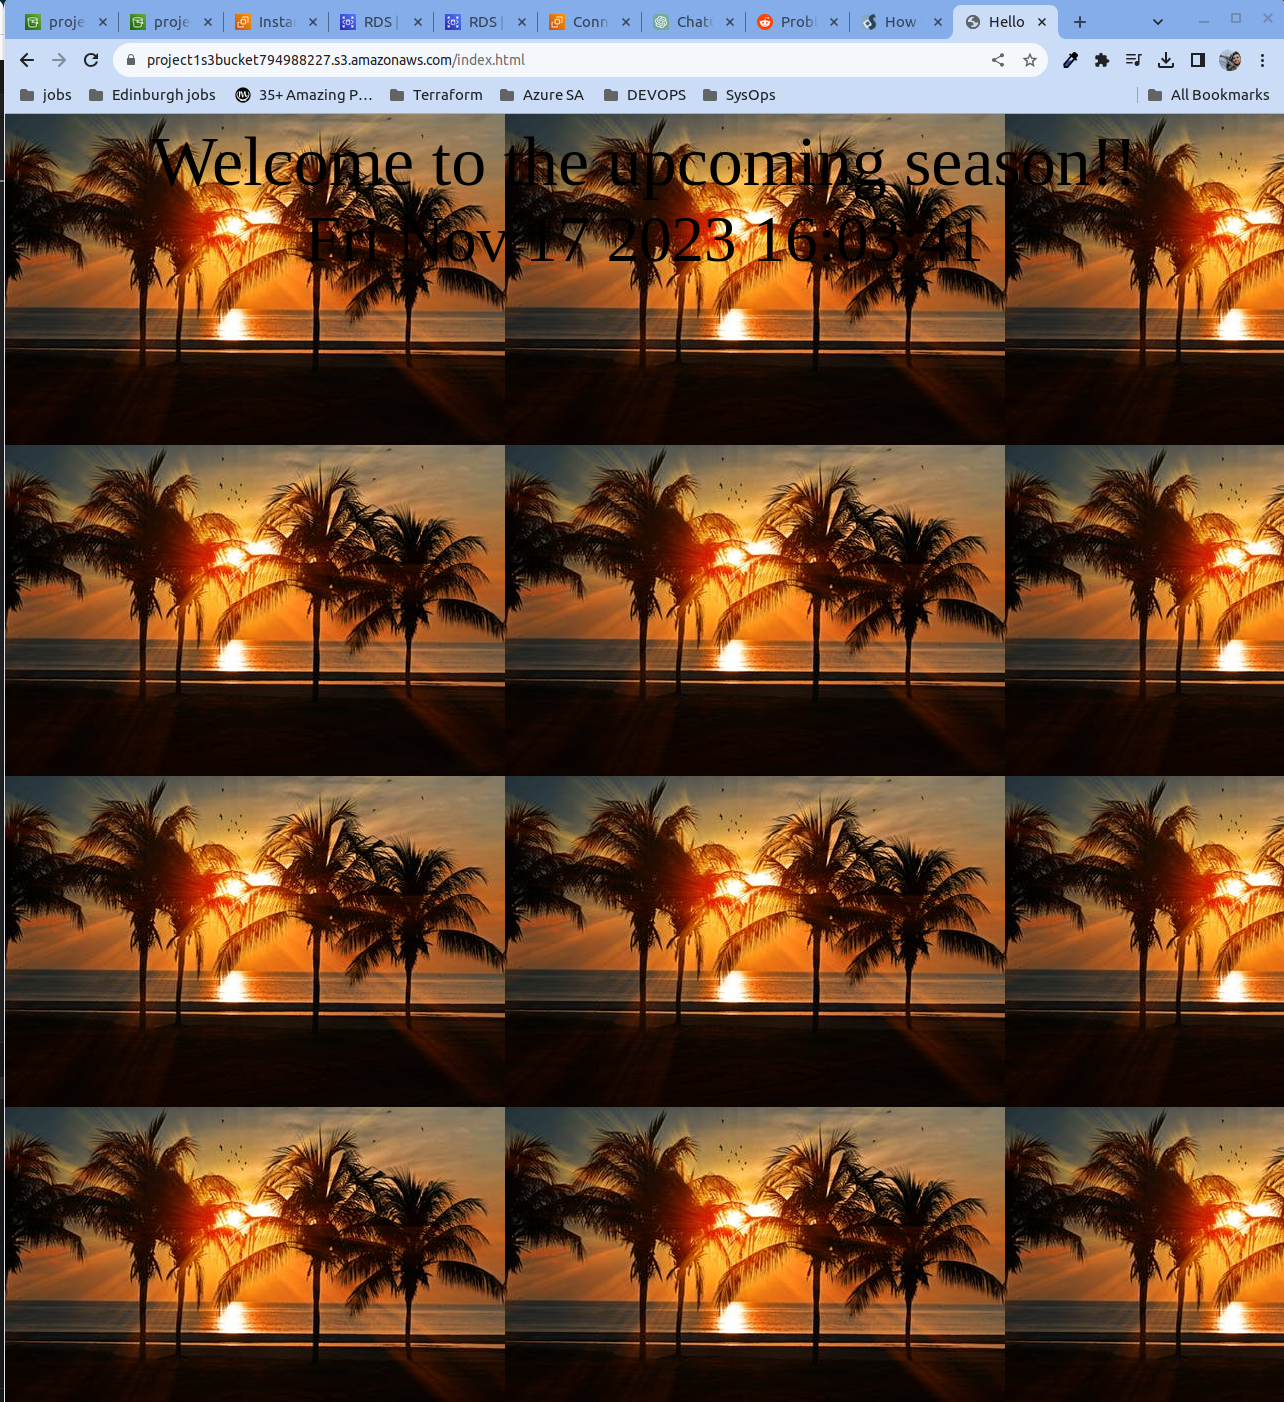 proje
proje
Insta
RDS |
RDS |
Conn
Chat
Probl
How
Hello
project1s3bucket794988227.s3.amazonaws.com/index.html
jobs
Edinburgh jobs
35+ Amazing P...
Terraform
Azure SA
DEVOPS
SysOps
All Bookmarks
Welcome to the upcoming season!!
Fri Nov 17 2023 16:03:41